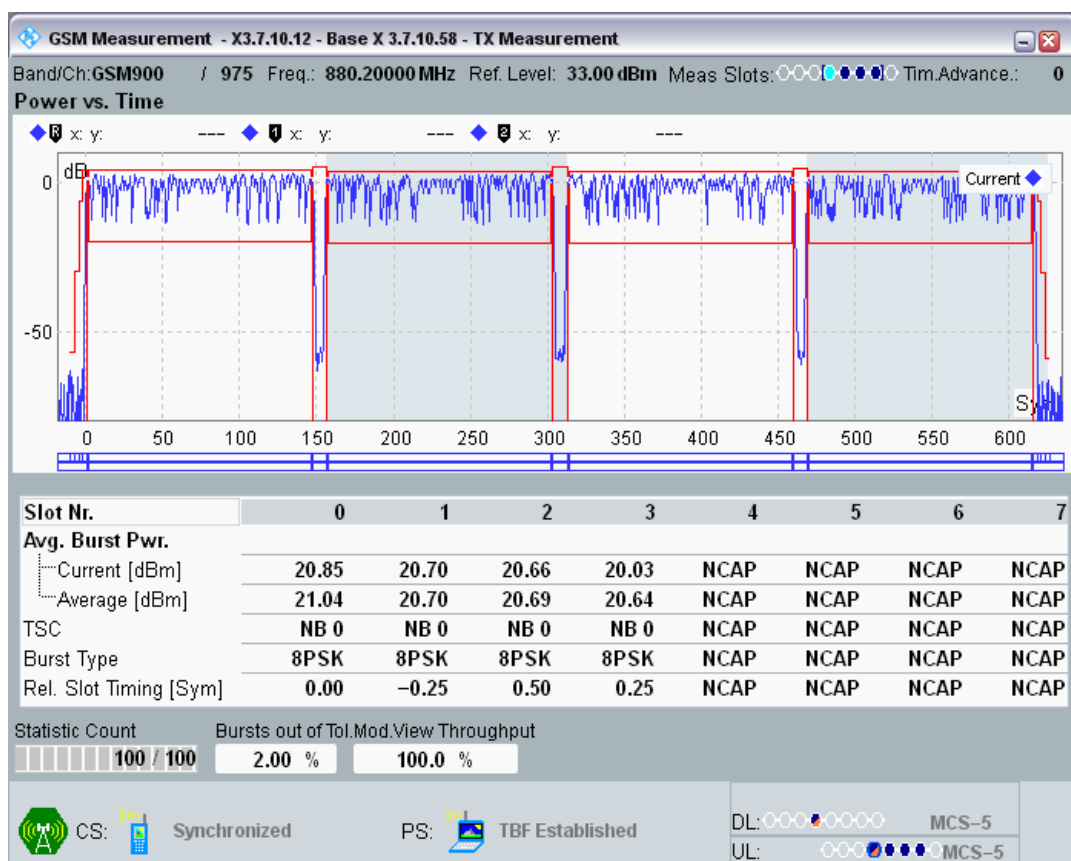 GSM Measurement - X3.7.10.12 - Base X 3.7.10.58 - TX Measurement
Band/Ch:GSM900 / 975 Freq.: 880.20000 MHz Ref. Level: 33.00 dBm Meas Slots: Tim.Advance.: 0
Power vs. Time
R x: y: --- 1 x: y: --- 2 x: y: ---
dB
Current
0
-50
0 50 100 150 200 250 300 350 400 450 500 550 600
Slot Nr. 0 1 2 3 4 5 6 7
Avg. Burst Pwr.
Current [dBm] 20.85 20.70 20.66 20.03 NCAP NCAP NCAP NCAP
Average [dBm] 21.04 20.70 20.69 20.64 NCAP NCAP NCAP NCAP
TSC NB 0 NB 0 NB 0 NB 0 NCAP NCAP NCAP NCAP
Burst Type 8PSK 8PSK 8PSK 8PSK NCAP NCAP NCAP NCAP
Rel. Slot Timing [Sym] 0.00 −0.25 0.50 0.25 NCAP NCAP NCAP NCAP
Statistic Count Bursts out of Tol. Mod.View Throughput
100 / 100 2.00 % 100.0 %
CS: Synchronized PS: TBF Established
DL: MCS−5
UL: MCS−5